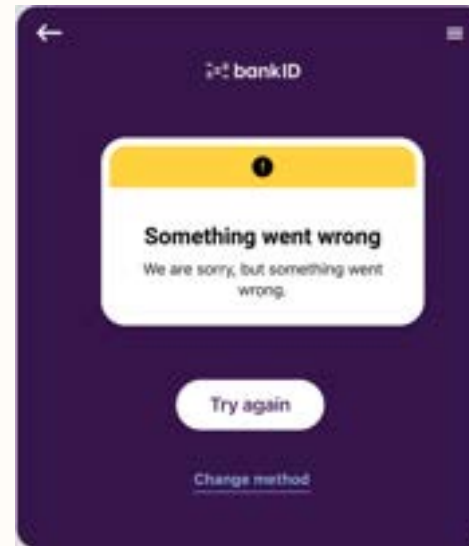 bankID
Something went wrong
We are sorry, but something went
wrong.
Try again
Change method